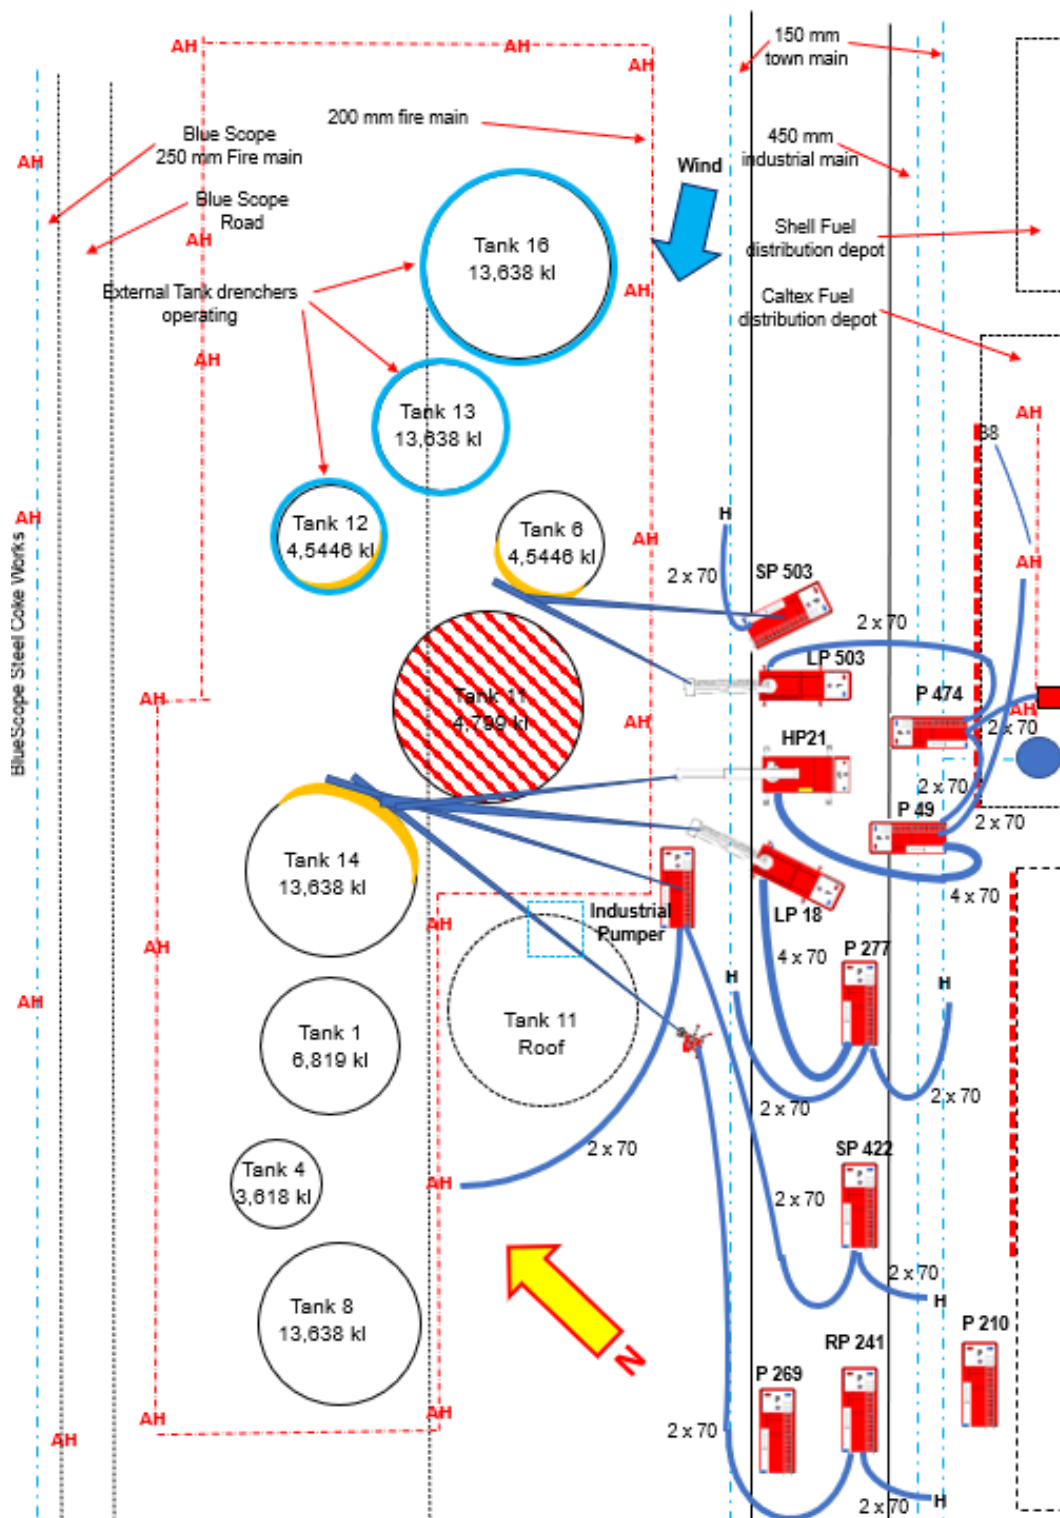 AH
AH
AH
150 mm
town main
200 mm fire main
Blue Scope
250 mm Fire main
450 mm
industrial main
AH
Wind
Blue Scope
Road
AH
Tank 16
13,638 kl
Shell Fuel
distribution depot
External Tank drenchers
operating
AH
Caltex Fuel
distribution depot
AH
Tank 13
13,638 kl
AH
38
AH
H
Tank 12
4,5446 kl
Tank 6
4,5446 kl
AH
BlueScope Steel Coke Works
2 x 70
SP 503
AH
2 x 70
LP 503
AH
Tank 11
4,799 kl
P 474
AH
AH
2 x 70
HP21
2 x 70
P 49
2 x 70
Tank 14
13,638 kl
LP 18
4 x 70
Industrial
Pumper
AH
AH
4 x 70
P 277
AH
H
H
Tank 11
Roof
Tank 1
6,819 kl
2 x 70
2 x 70
2 x 70
SP 422
Tank 4
3,618 kl
AH
2 x 70
2 x 70
H
Tank 8
13,638 kl
N
P 210
RP 241
P 269
AH
AH
AH
2 x 70
2 x 70
H